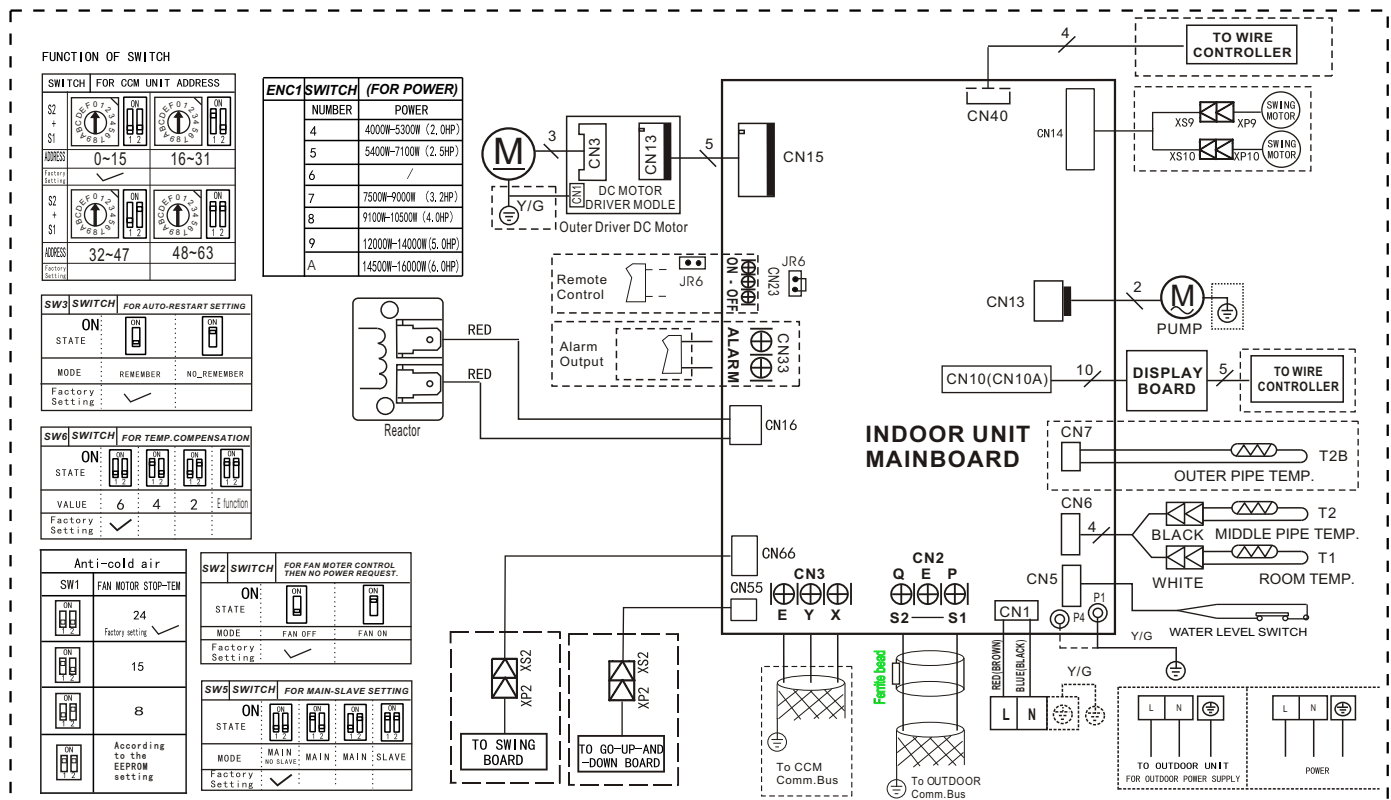 FUNCTION OF SWITCH
SWITCH FOR CCM UNIT ADDRESS
S2
+
S1
ADDRESS 0~15 16~31
Factory
Setting
S2
+
S1
ADDRESS 32~47 48~63
Factory
Setting
SW3 SWITCH FOR AUTO-RESTART SETTING
ON
STATE
MODE REMEMBER NO_REMEMBER
Factory
Setting
SW6 SWITCH FOR TEMP.COMPENSATION
ON
STATE
VALUE 6 4 2 E function
Factory
Setting
Anti-cold air
SW1 FAN MOTOR STOP-TEM
24
Factory setting
15
8
According
to the
EEPROM
setting
SW2 SWITCH FOR FAN MOTER CONTROL
THEN NO POWER REQUEST.
ON
STATE
MODE FAN OFF FAN ON
Factory
Setting
SW5 SWITCH FOR MAIN-SLAVE SETTING
ON
STATE
MODE MAIN NO SLAVE MAIN MAIN SLAVE
Factory
Setting
ENC1 SWITCH (FOR POWER)
NUMBER POWER
4 4000W-5300W (2.0HP)
5 5400W-7100W (2.5HP)
6 /
7 7500W-9000W (3.2HP)
8 9100W-10500W (4.0HP)
9 12000W-14000W(5.0HP)
A 14500W-16000W(6.0HP)
M
3
CN3
CN13
5
CN15
CN1
DC MOTOR
DRIVER MODLE
Y/G
Outer Driver DC Motor
Remote
Control
JR6
ON - OFF
CN23
JR6
Alarm
Output
ALARM
CN33
RED
RED
Reactor
CN16
INDOOR UNIT
MAINBOARD
CN40
4
TO WIRE
CONTROLLER
CN14
XS9 XP9
SWING
MOTOR
XS10 XP10
SWING
MOTOR
CN13
2
M
PUMP
CN10(CN10A)
10
DISPLAY
BOARD
5
TO WIRE
CONTROLLER
CN7
T2B
OUTER PIPE TEMP.
CN6
4
BLACK
T2
MIDDLE PIPE TEMP.
WHITE
T1
ROOM TEMP.
CN5
P1
P4
Y/G
WATER LEVEL SWITCH
CN66
CN55
XP2 XS2
TO SWING
BOARD
XP2 XS2
TO GO-UP-AND
-DOWN BOARD
CN3
E Y X
To CCM
Comm.Bus
CN2
Q E P
S2 S1
Ferrite bead
To OUTDOOR
Comm.Bus
CN1
RED(BROWN)
BLUE(BLACK)
Y/G
L N
L N
TO OUTDOOR UNIT
FOR OUTDOOR POWER SUPPLY
L N
POWER